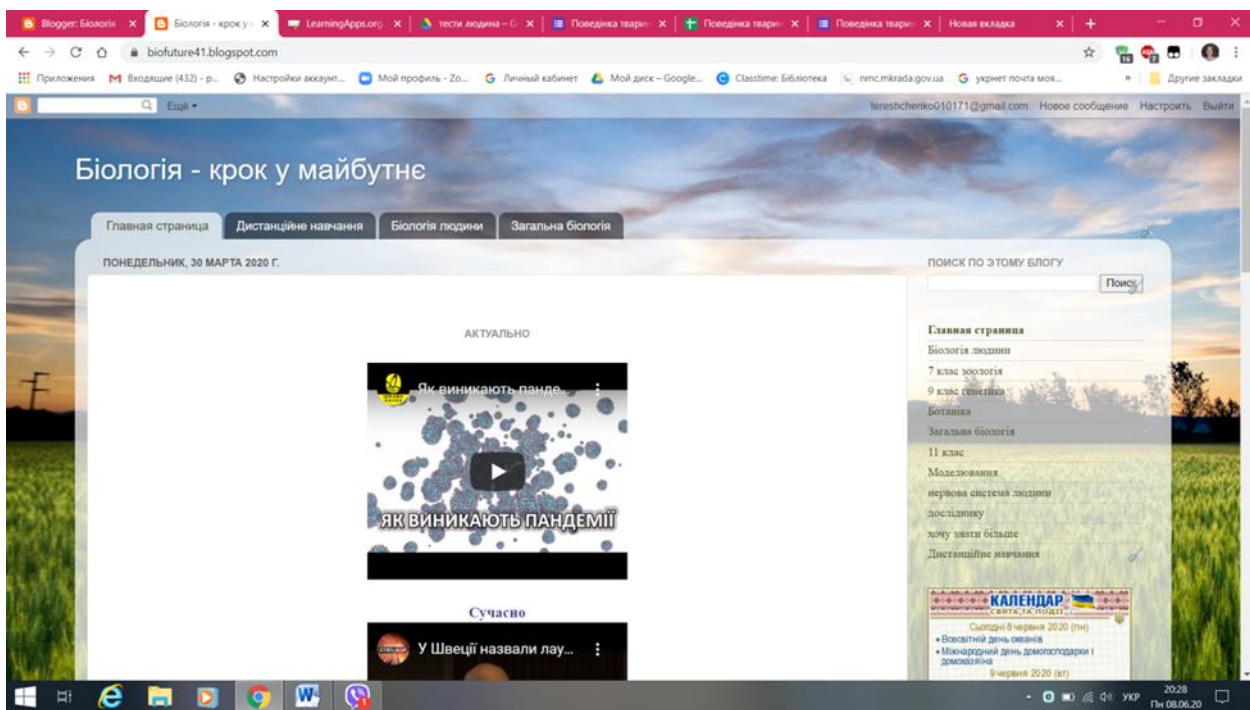 Blogger: Біологія
Біологія - крок у
LearningApps.org
тести людина – G
Поведінка тварин
Поведінка тварин
Поведінка тварин
Новая вкладка
biofuture41.blogspot.com
Приложения
Входящие (432) - p...
Настройки аккаунт...
Мой профиль - Zo...
Личный кабинет
Мой диск – Google...
Classtime: Бібліотека
nmc.mkrada.gov.ua
укрнет почта моя...
»
Другие закладки
Ещё
tereshchenko010171@gmail.com Новое сообщение Настроить Выйти
Біологія - крок у майбутнє
Главная страница
Дистанційне навчання
Біологія людини
Загальна біологія
ПОНЕДЕЛЬНИК, 30 МАРТА 2020 Г.
АКТУАЛЬНО
Як виникають панде...
ЯК ВИНИКАЮТЬ ПАНДЕМІЇ
Сучасно
У Швеції назвали лау...
ПОИСК ПО ЭТОМУ БЛОГУ
Поиск
Главная страница
Біологія людини
7 клас зоологія
9 клас генетика
Ботаніка
Загальна біологія
11 клас
Моделювання
нервова система людини
досліднику
хочу знати більше
Дистанційне навчання
КАЛЕНДАР
СВЯТА ТА ПОДІЇ
Сьогодні 8 червня 2020 (пн)
• Всесвітній день океанів
• Міжнародний день домогосподарки і
домохазяїна
9 червня 2020 (вт)
УКР
20:28
Пн 08.06.20